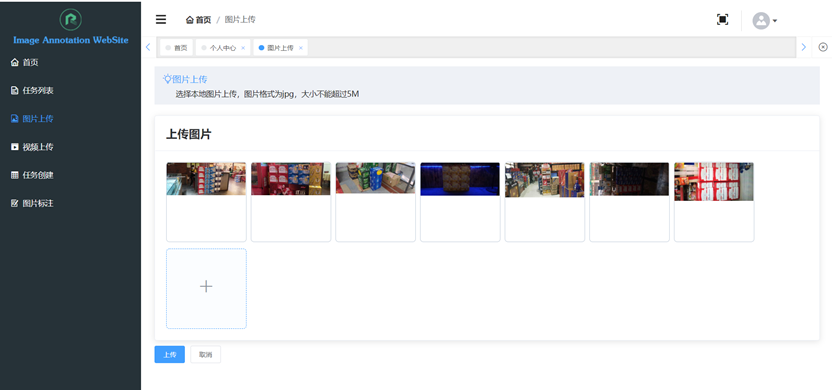 Image Annotation WebSite
首页
任务列表
图片上传
视频上传
任务创建
图片标注
首页 / 图片上传
首页 个人中心 × 图片上传 ×
图片上传
选择本地图片上传，图片格式为jpg，大小不能超过5M
上传图片
上传 取消